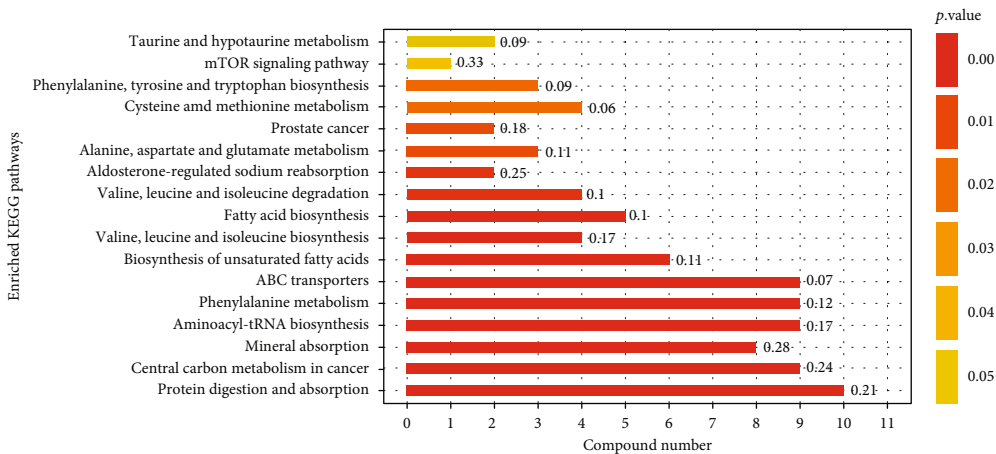 p.value
Taurine and hypotaurine metabolism 0.09
mTOR signaling pathway 0.33
Phenylalanine, tyrosine and tryptophan biosynthesis 0.09
Cysteine amd methionine metabolism 0.06
Prostate cancer 0.18
Alanine, aspartate and glutamate metabolism 0.11
Aldosterone-regulated sodium reabsorption 0.25
Valine, leucine and isoleucine degradation 0.1
Fatty acid biosynthesis 0.1
Valine, leucine and isoleucine biosynthesis 0.17
Biosynthesis of unsaturated fatty acids 0.11
ABC transporters 0.07
Phenylalanine metabolism 0.12
Aminoacyl-tRNA biosynthesis 0.17
Mineral absorption 0.28
Central carbon metabolism in cancer 0.24
Protein digestion and absorption 0.21
0 1 2 3 4 5 6 7 8 9 10 11
Compound number
Enriched KEGG pathways
0.00
0.01
0.02
0.03
0.04
0.05